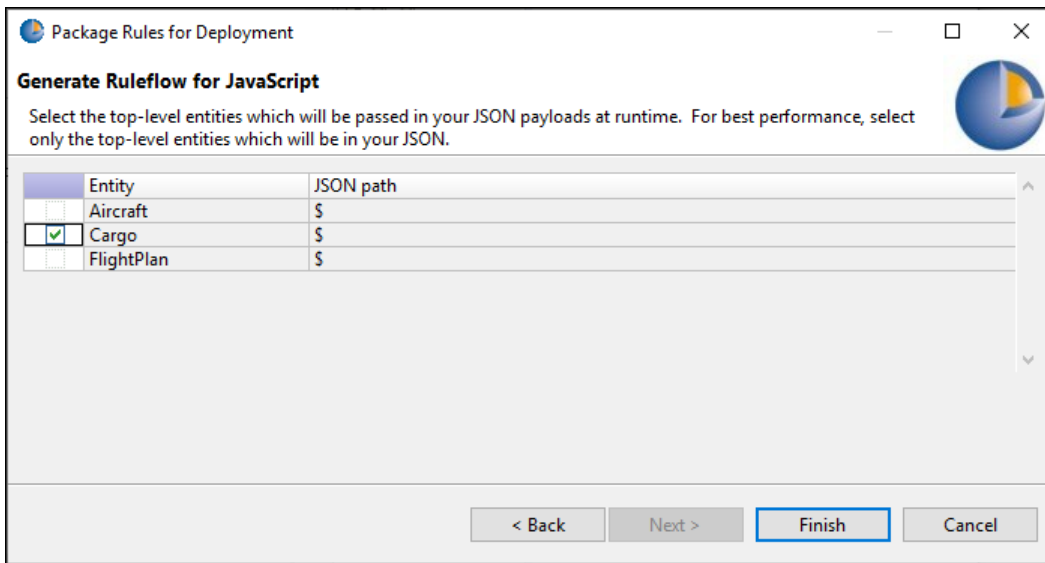 Package Rules for Deployment
Generate Ruleflow for JavaScript
Select the top-level entities which will be passed in your JSON payloads at runtime.  For best performance, select
only the top-level entities which will be in your JSON.
Entity JSON path
Aircraft $
Cargo $
FlightPlan $
< Back Next > Finish Cancel